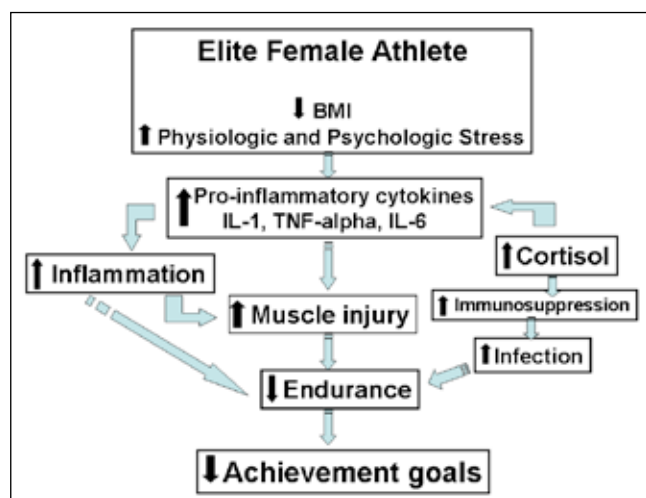 Elite Female Athlete
⬇ BMI
⬆ Physiologic and Psychologic Stress
⬆ Pro-inflammatory cytokines
IL-1, TNF-alpha, IL-6
⬆ Inflammation
⬆ Cortisol
⬆ Immunosuppression
⬆ Muscle injury
⬆ Infection
⬇ Endurance
⬇ Achievement goals